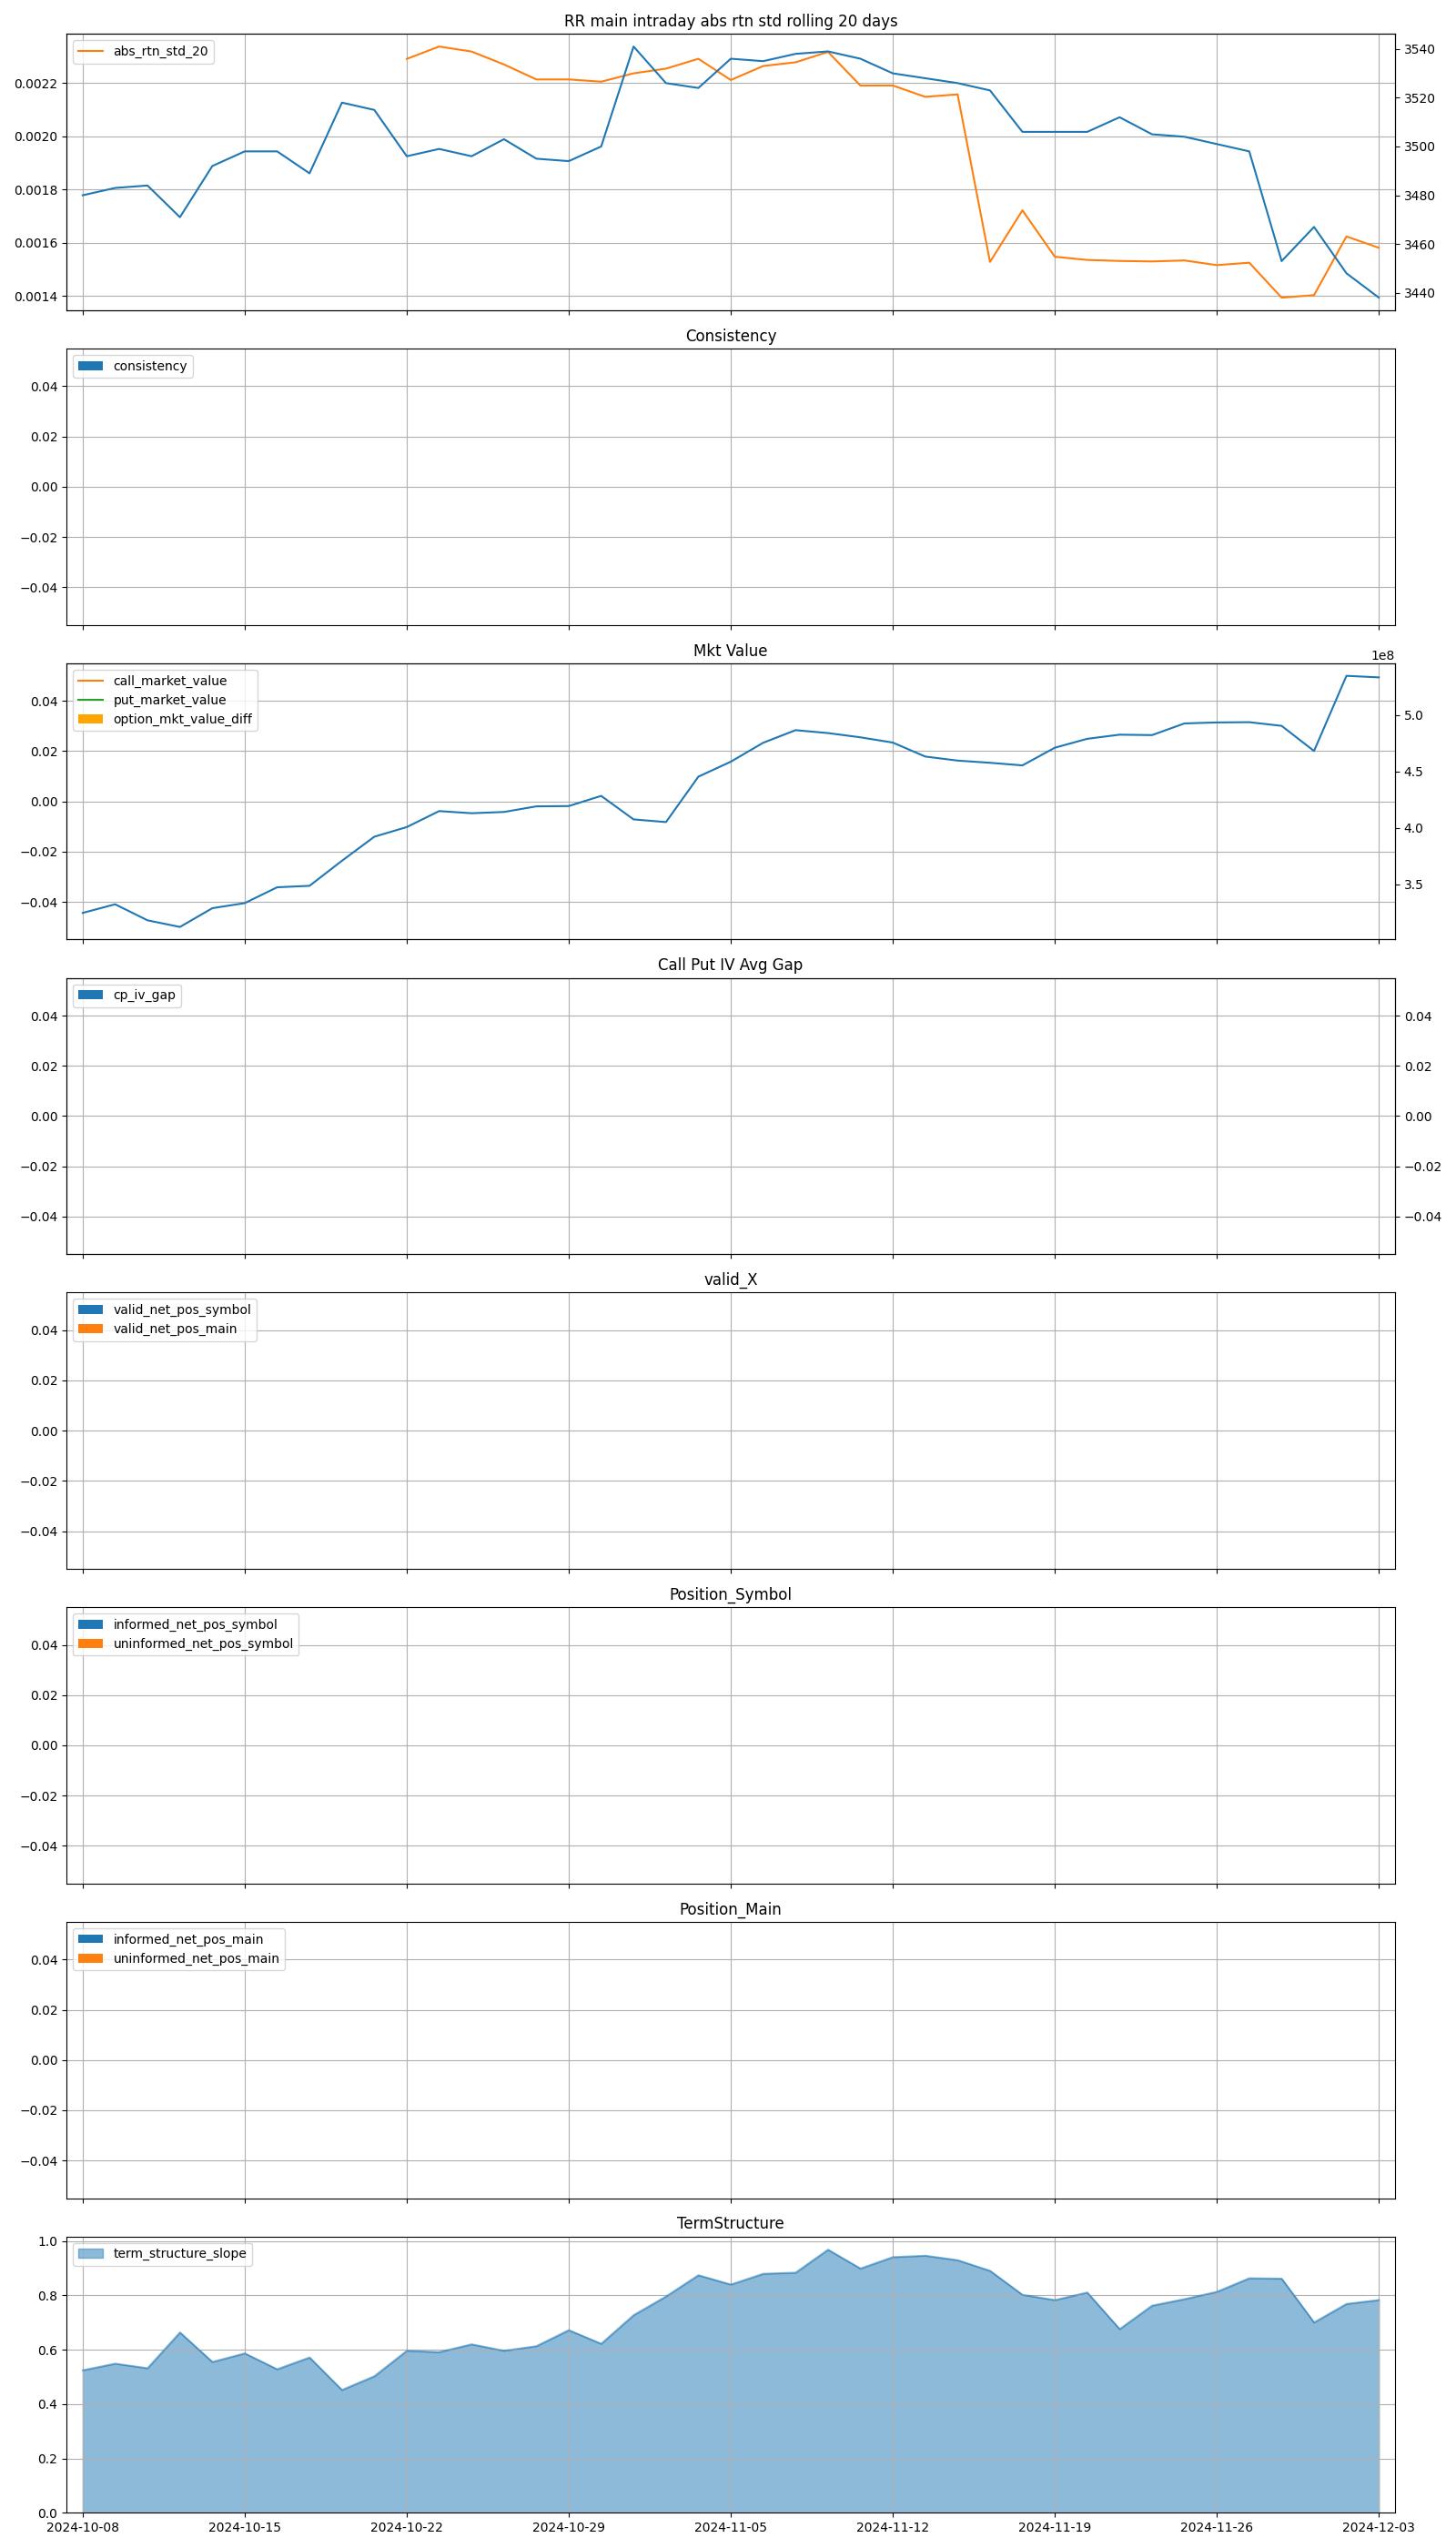 RR main intraday abs rtn std rolling 20 days
abs_rtn_std_20
0.0022
0.0020
0.0018
0.0016
0.0014
3540
3520
3500
3480
3460
3440
Consistency
consistency
0.04
0.02
0.00
−0.02
−0.04
Mkt Value
1e8
call_market_value
put_market_value
option_mkt_value_diff
0.04
0.02
0.00
−0.02
−0.04
5.0
4.5
4.0
3.5
Call Put IV Avg Gap
cp_iv_gap
0.04
0.02
0.00
−0.02
−0.04
0.04
0.02
0.00
−0.02
−0.04
valid_X
valid_net_pos_symbol
valid_net_pos_main
0.04
0.02
0.00
−0.02
−0.04
Position_Symbol
informed_net_pos_symbol
uninformed_net_pos_symbol
0.04
0.02
0.00
−0.02
−0.04
Position_Main
informed_net_pos_main
uninformed_net_pos_main
0.04
0.02
0.00
−0.02
−0.04
TermStructure
term_structure_slope
1.0
0.8
0.6
0.4
0.2
0.0
2024-10-08 2024-10-15 2024-10-22 2024-10-29 2024-11-05 2024-11-12 2024-11-19 2024-11-26 2024-12-03